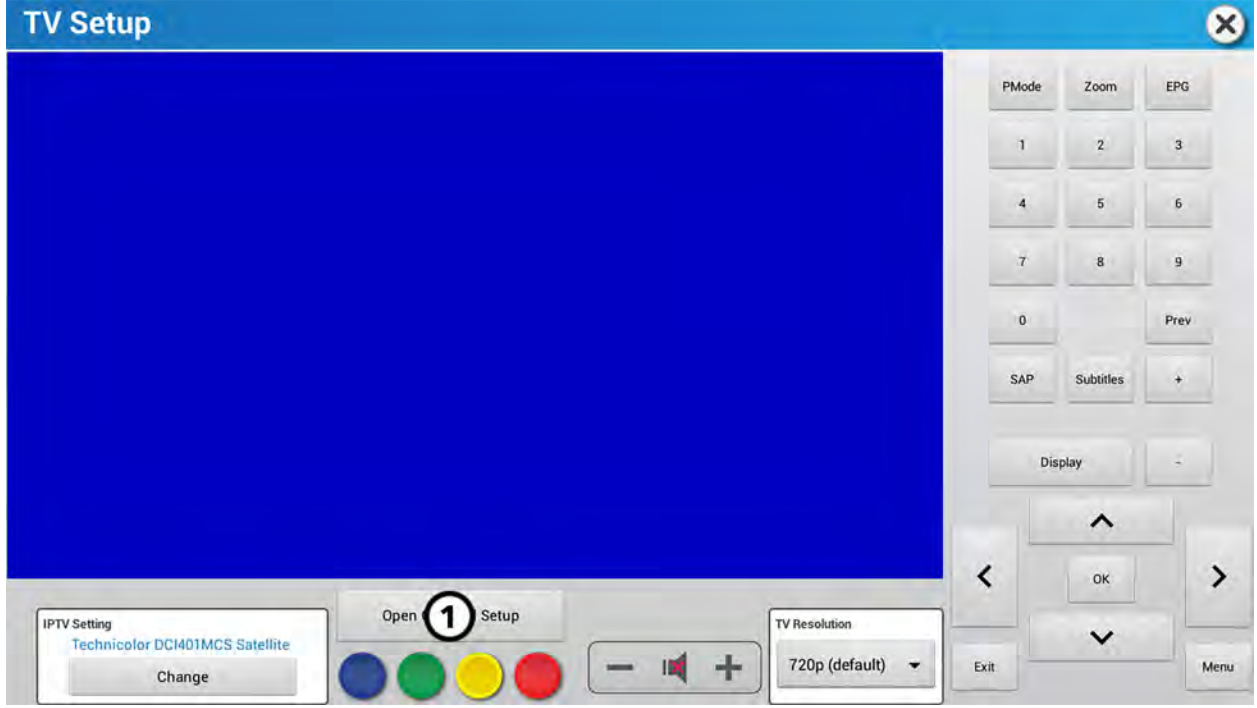 TV Setup
PMode Zoom EPG
1 2 3
4 5 6
7 8 9
0 Prev
SAP Subtitles +
Display -
OK
Exit Menu
IPTV Setting
Technicolor DCI401MCS Satellite
Change
Open 1 Setup
TV Resolution
720p (default)